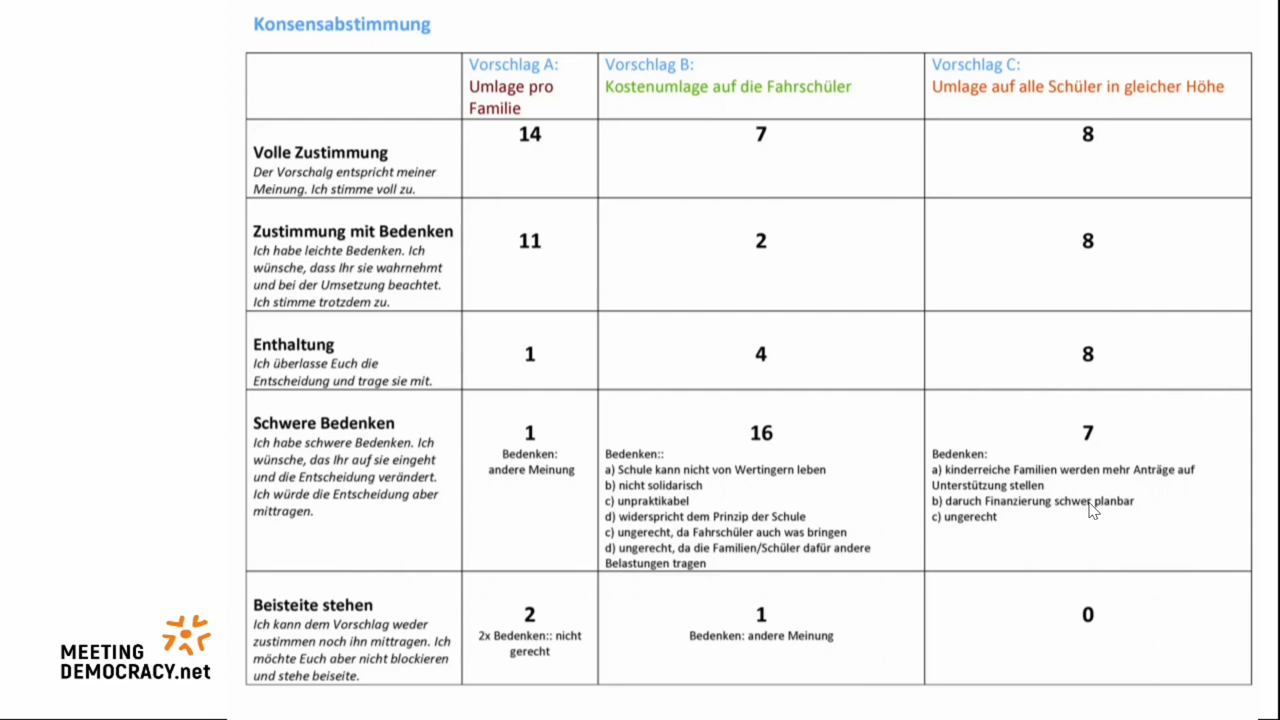 Konsensabstimmung
Vorschlag A:
Umlage pro
Familie
Vorschlag B:
Kostenumlage auf die Fahrschüler
Vorschlag C:
Umlage auf alle Schüler in gleicher Höhe
Volle Zustimmung
Der Vorschalg entspricht meiner
Meinung. Ich stimme voll zu.
14
7
8
Zustimmung mit Bedenken
Ich habe leichte Bedenken. Ich
wünsche, dass Ihr sie wahrnehmt
und bei der Umsetzung beachtet.
Ich stimme trotzdem zu.
11
2
8
Enthaltung
Ich überlasse Euch die
Entscheidung und trage sie mit.
1
4
8
Schwere Bedenken
Ich habe schwere Bedenken. Ich
wünsche, das Ihr auf sie eingeht
und die Entscheidung verändert.
Ich würde die Entscheidung aber
mittragen.
1
Bedenken:
andere Meinung
16
Bedenken::
a) Schule kann nicht von Wertingern leben
b) nicht solidarisch
c) unpraktikabel
d) widerspricht dem Prinzip der Schule
c) ungerecht, da Fahrschüler auch was bringen
d) ungerecht, da die Familien/Schüler dafür andere
Belastungen tragen
7
Bedenken:
a) kinderreiche Familien werden mehr Anträge auf
Unterstützung stellen
b) daruch Finanzierung schwer planbar
c) ungerecht
Beisteite stehen
Ich kann dem Vorschlag weder
zustimmen noch ihn mittragen. Ich
möchte Euch aber nicht blockieren
und stehe beiseite.
2
2x Bedenken:: nicht
gerecht
1
Bedenken: andere Meinung
0
MEETING
DEMOCRACY.net